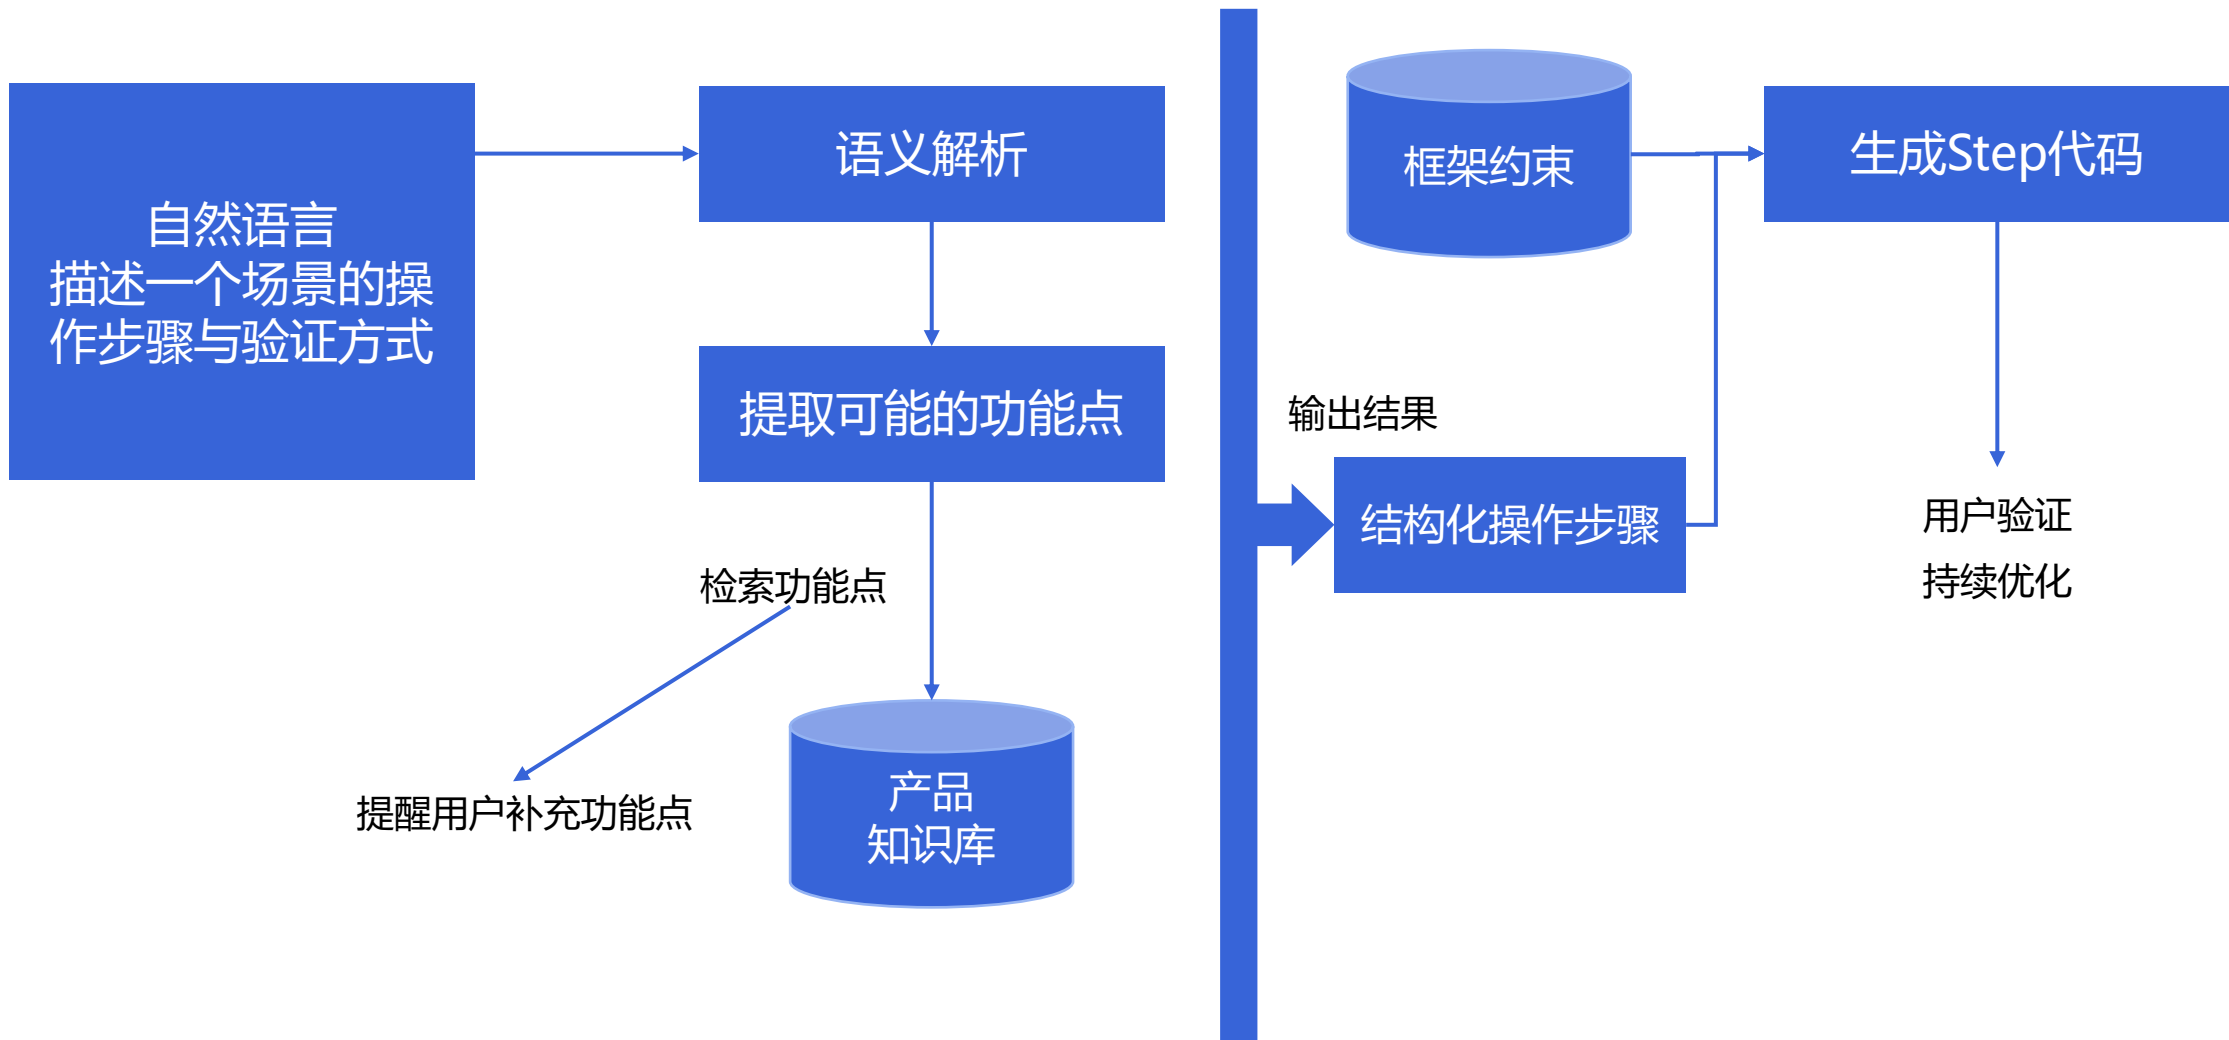 自然语言
描述一个场景的操
作步骤与验证方式
语义解析
提取可能的功能点
检索功能点
提醒用户补充功能点
产品
知识库
框架约束
输出结果
结构化操作步骤
生成Step代码
用户验证
持续优化